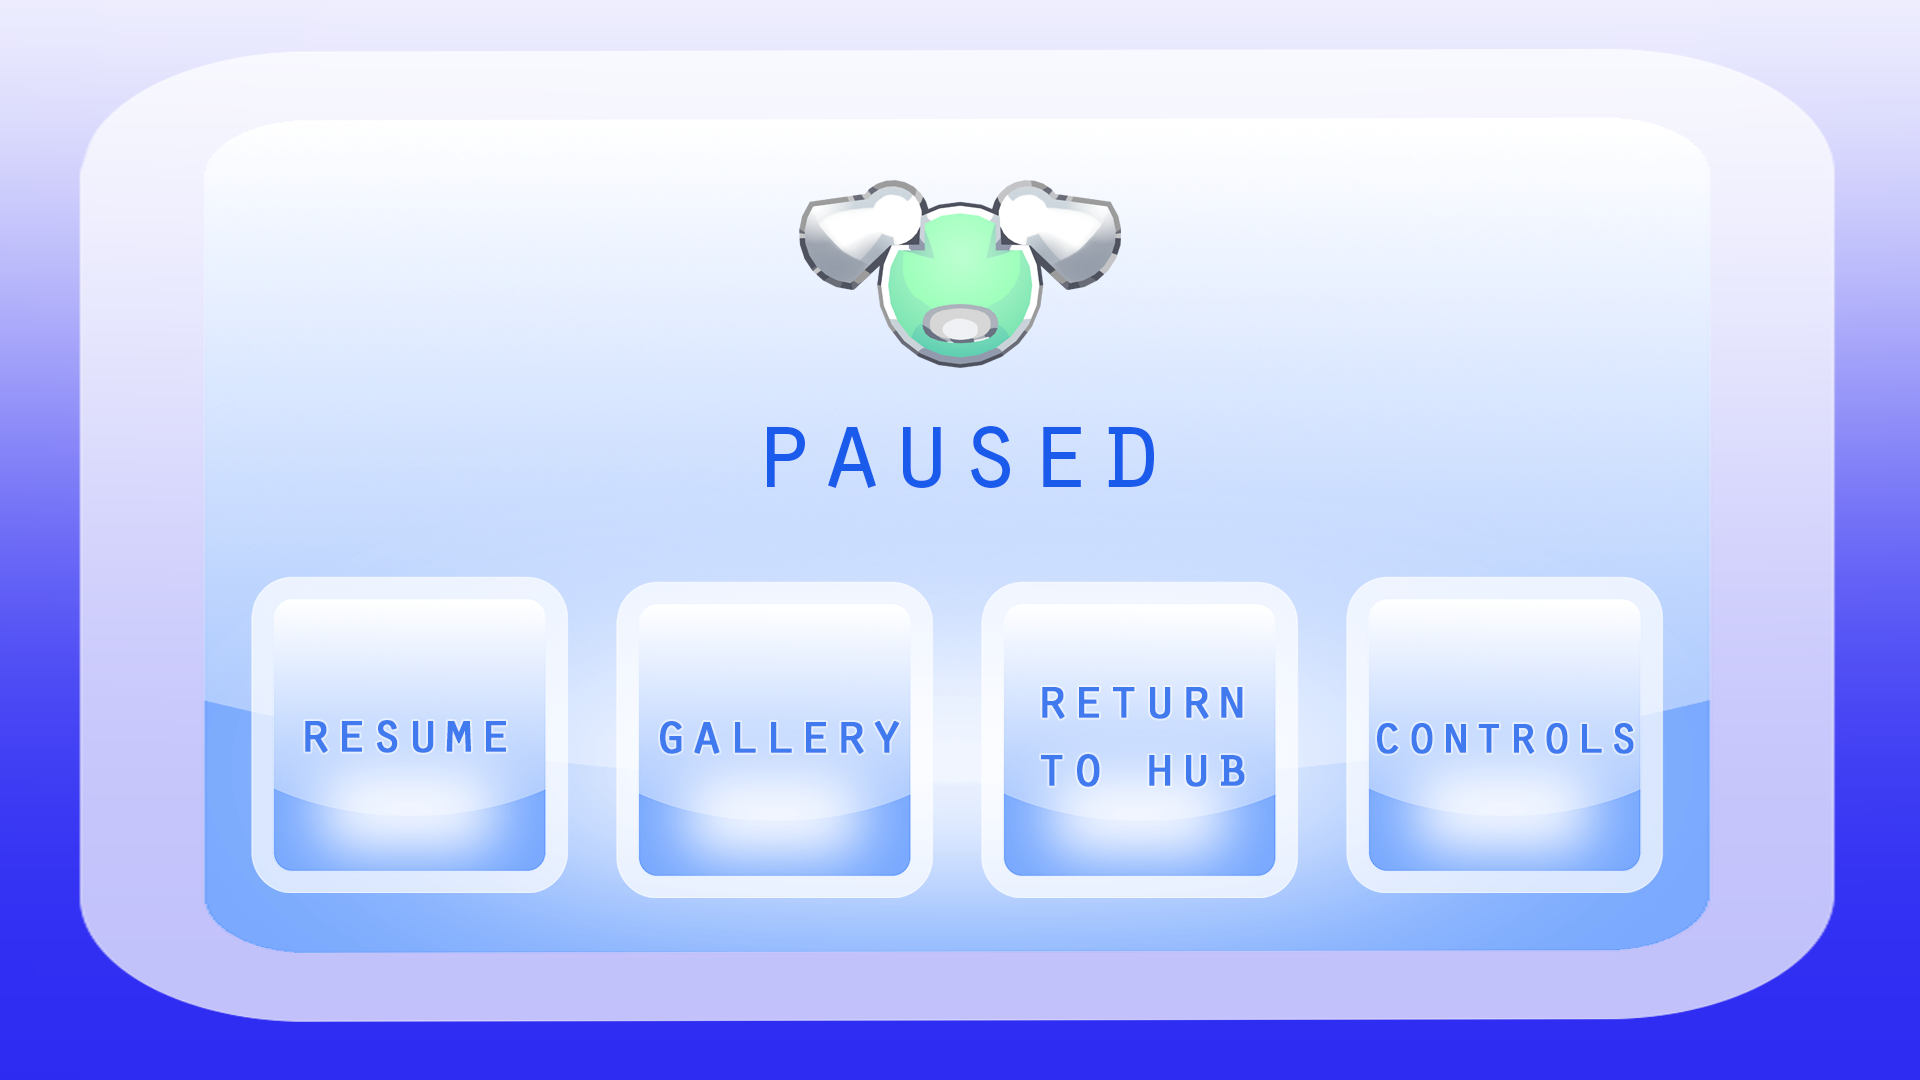 PAUSED
RESUME
GALLERY
RETURN
TO HUB
CONTROLS